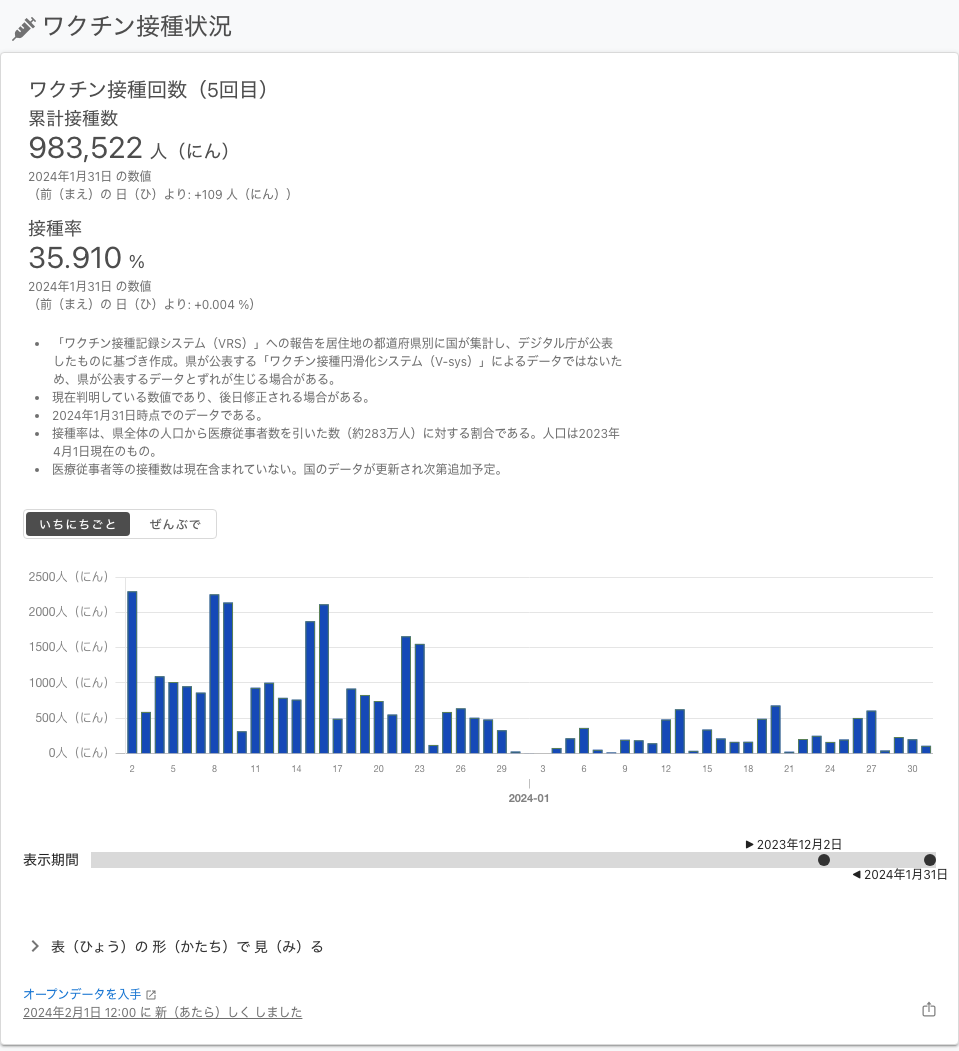 ワクチン接種状況
ワクチン接種回数（5回目）
累計接種数
983,522 人（にん）
2024年1月31日 の数値
（前（まえ）の 日（ひ）より: +109 人（にん））
接種率
35.910 %
2024年1月31日 の数値
（前（まえ）の 日（ひ）より: +0.004 %）
• 「ワクチン接種記録システム（VRS）」への報告を居住地の都道府県別に国が集計し、デジタル庁が公表
したものに基づき作成。県が公表する「ワクチン接種円滑化システム（V-sys）」によるデータではないた
め、県が公表するデータとずれが生じる場合がある。
• 現在判明している数値であり、後日修正される場合がある。
• 2024年1月31日時点でのデータである。
• 接種率は、県全体の人口から医療従事者数を引いた数（約283万人）に対する割合である。人口は2023年
4月1日現在のもの。
• 医療従事者等の接種数は現在含まれていない。国のデータが更新され次第追加予定。
いちにちごと ぜんぶで
2500人（にん）
2000人（にん）
1500人（にん）
1000人（にん）
500人（にん）
0人（にん）
2 5 8 11 14 17 20 23 26 29 3 6 9 12 15 18 21 24 27 30
2024-01
▶ 2023年12月2日
表示期間
◀ 2024年1月31日
表（ひょう）の 形（かたち）で 見（み）る
オープンデータを入手
2024年2月1日 12:00 に 新（あたら）しく しました